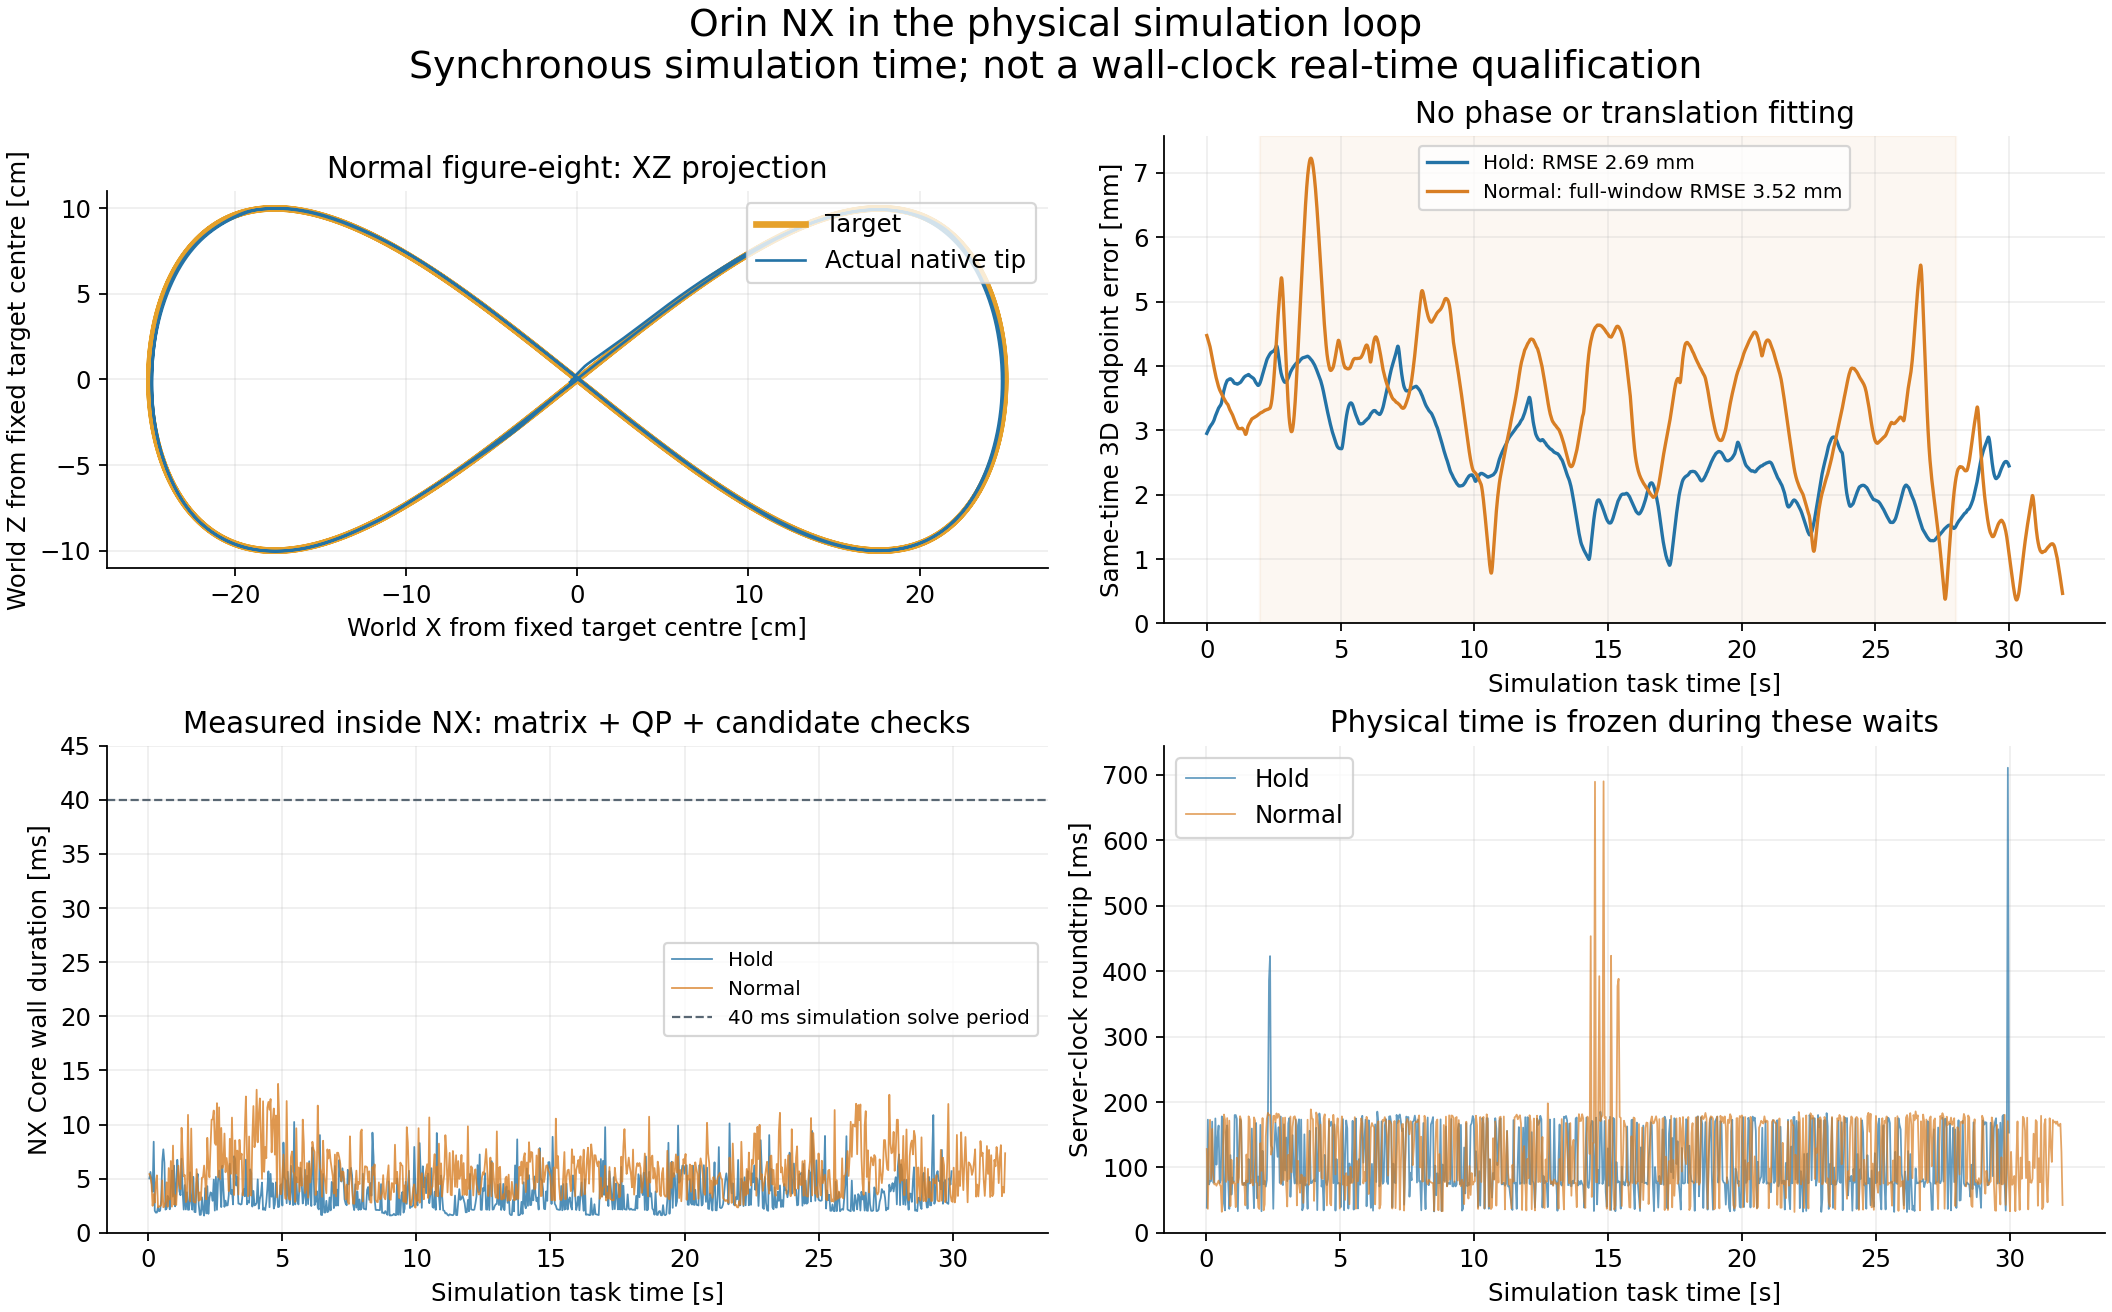 Orin NX in the physical simulation loop
Synchronous simulation time; not a wall-clock real-time qualification
Normal figure-eight: XZ projection
World Z from fixed target centre [cm]
10
5
0
−5
−10
Target
Actual native tip
−20
−10
0
10
20
World X from fixed target centre [cm]
No phase or translation fitting
Same-time 3D endpoint error [mm]
7
6
5
4
3
2
1
0
Hold: RMSE 2.69 mm
Normal: full-window RMSE 3.52 mm
0
5
10
15
20
25
30
Simulation task time [s]
Measured inside NX: matrix + QP + candidate checks
NX Core wall duration [ms]
45
40
35
30
25
20
15
10
5
0
Hold
Normal
40 ms simulation solve period
0
5
10
15
20
25
30
Simulation task time [s]
Physical time is frozen during these waits
Server-clock roundtrip [ms]
700
600
500
400
300
200
100
0
Hold
Normal
0
5
10
15
20
25
30
Simulation task time [s]